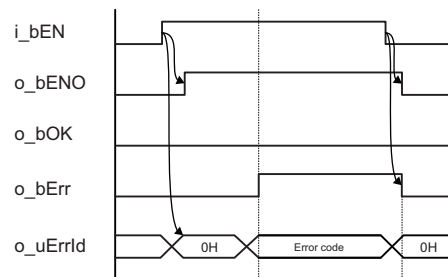 i_bEN
o_bENO
o_bOK
o_bErr
o_uErrId
0H
Error code
0H